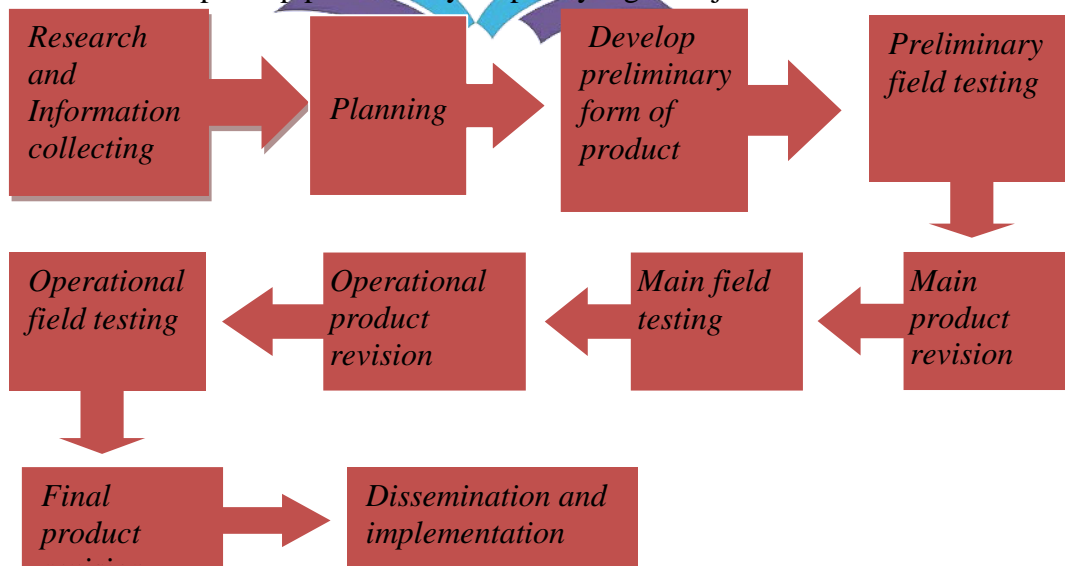 Research
and
Information
collecting
Planning
Develop
preliminary
form of
product
Preliminary
field testing
Operational
field testing
Operational
product
revision
Main field
testing
Main
product
revision
Final
product
Dissemination and
implementation